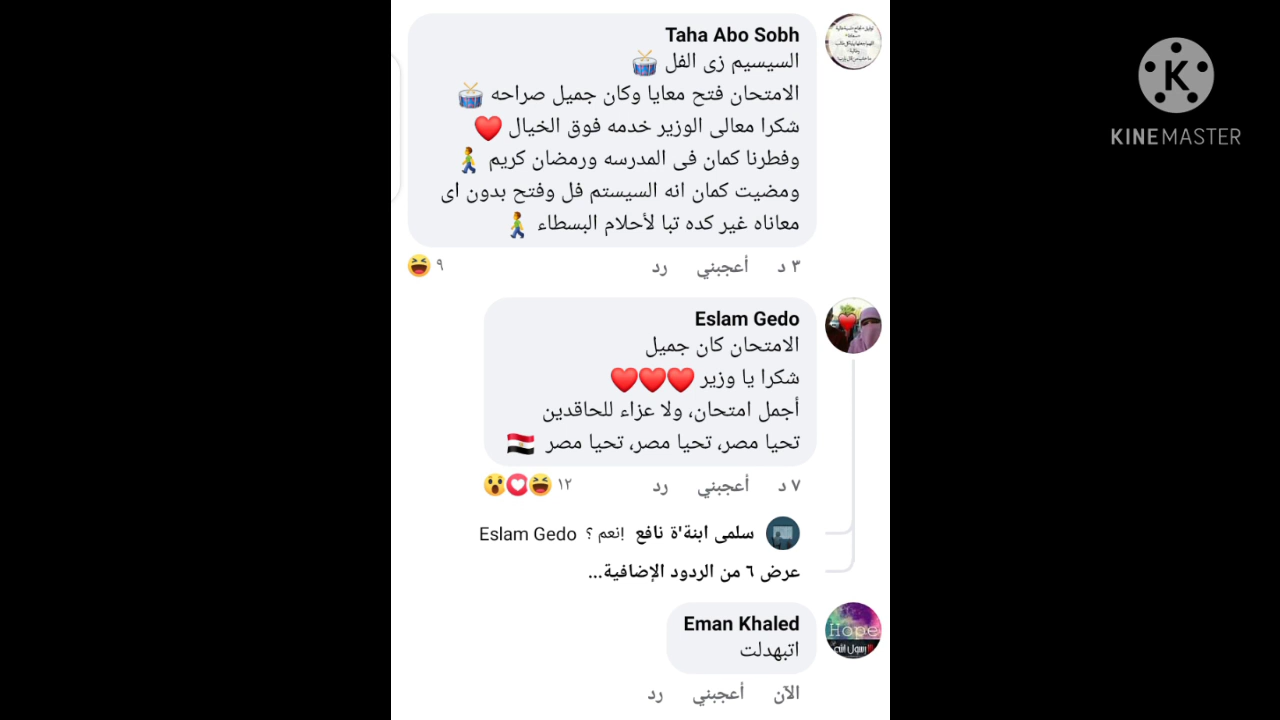 Taha Abo Sobh
السيسيم زى الفل 🥁
الامتحان فتح معايا وكان جميل صراحه 🥁
شكرا معالى الوزير خدمه فوق الخيال ❤️
وفطرنا كمان فى المدرسه ورمضان كريم 🚶‍♂️
ومضيت كمان انه السيستم فل وفتح بدون اى
معاناه غير كده تبا لأحلام البسطاء 🚶‍♂️
٣ د أعجبني رد ٩
Eslam Gedo
الامتحان كان جميل
شكرا يا وزير ❤️❤️❤️
أجمل امتحان، ولا عزاء للحاقدين
تحيا مصر، تحيا مصر، تحيا مصر 🇪🇬
٧ د أعجبني رد ١٢
سلمى ابنة'ة نافع إنعم ؟ Eslam Gedo
عرض ٦ من الردود الإضافية...
Eman Khaled
اتبهدلت
الآن أعجبني رد
Hope
رسول الله
K
KINEMASTER